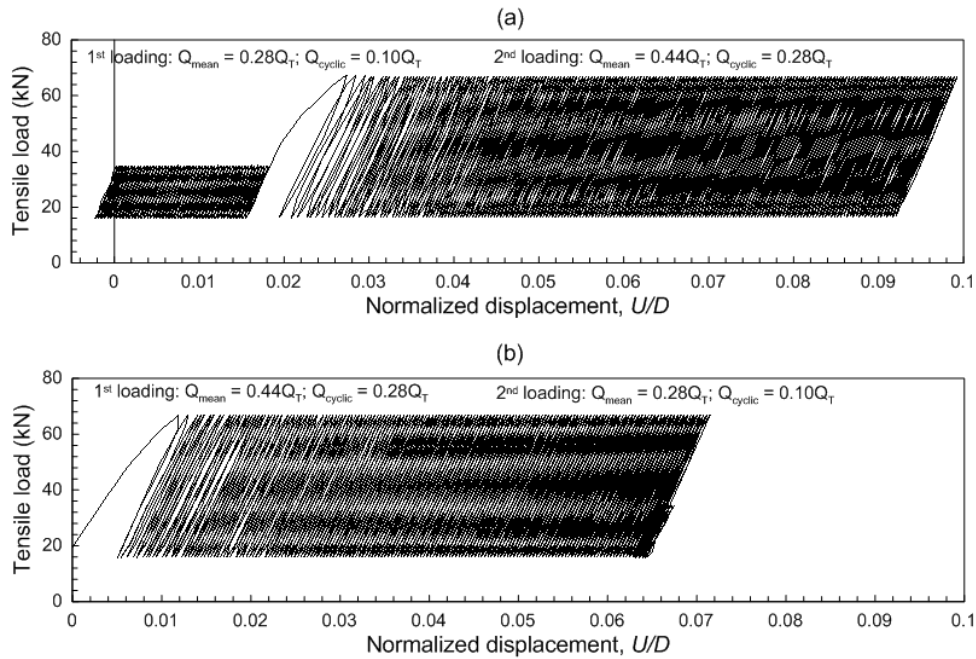 (a)
80
1st loading: Qmean = 0.28QT; Qcyclic = 0.10QT
2nd loading: Qmean = 0.44QT; Qcyclic = 0.28QT
60
40
20
0
Tensile load (kN)
0 0.01 0.02 0.03 0.04 0.05 0.06 0.07 0.08 0.09 0.1
Normalized displacement, U/D
(b)
80
1st loading: Qmean = 0.44QT; Qcyclic = 0.28QT
2nd loading: Qmean = 0.28QT; Qcyclic = 0.10QT
60
40
20
0
Tensile load (kN)
0 0.01 0.02 0.03 0.04 0.05 0.06 0.07 0.08 0.09 0.1
Normalized displacement, U/D